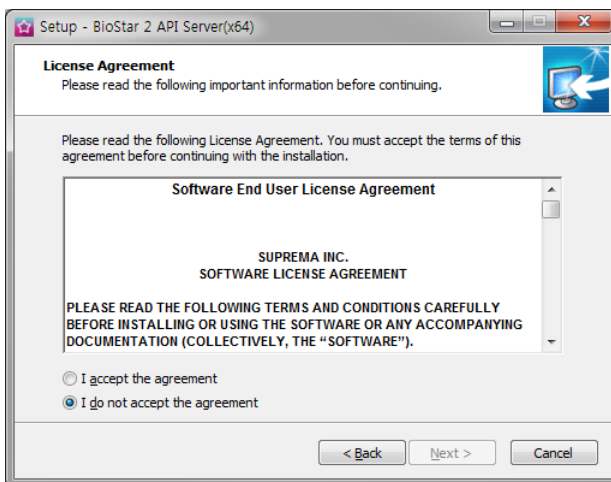 Setup - BioStar 2 API Server(x64)
License Agreement
Please read the following important information before continuing.
Please read the following License Agreement. You must accept the terms of this
agreement before continuing with the installation.
Software End User License Agreement
SUPREMA INC.
SOFTWARE LICENSE AGREEMENT
PLEASE READ THE FOLLOWING TERMS AND CONDITIONS CAREFULLY
BEFORE INSTALLING OR USING THE SOFTWARE OR ANY ACCOMPANYING
DOCUMENTATION (COLLECTIVELY, THE “SOFTWARE”).
I accept the agreement
I do not accept the agreement
< Back Next > Cancel